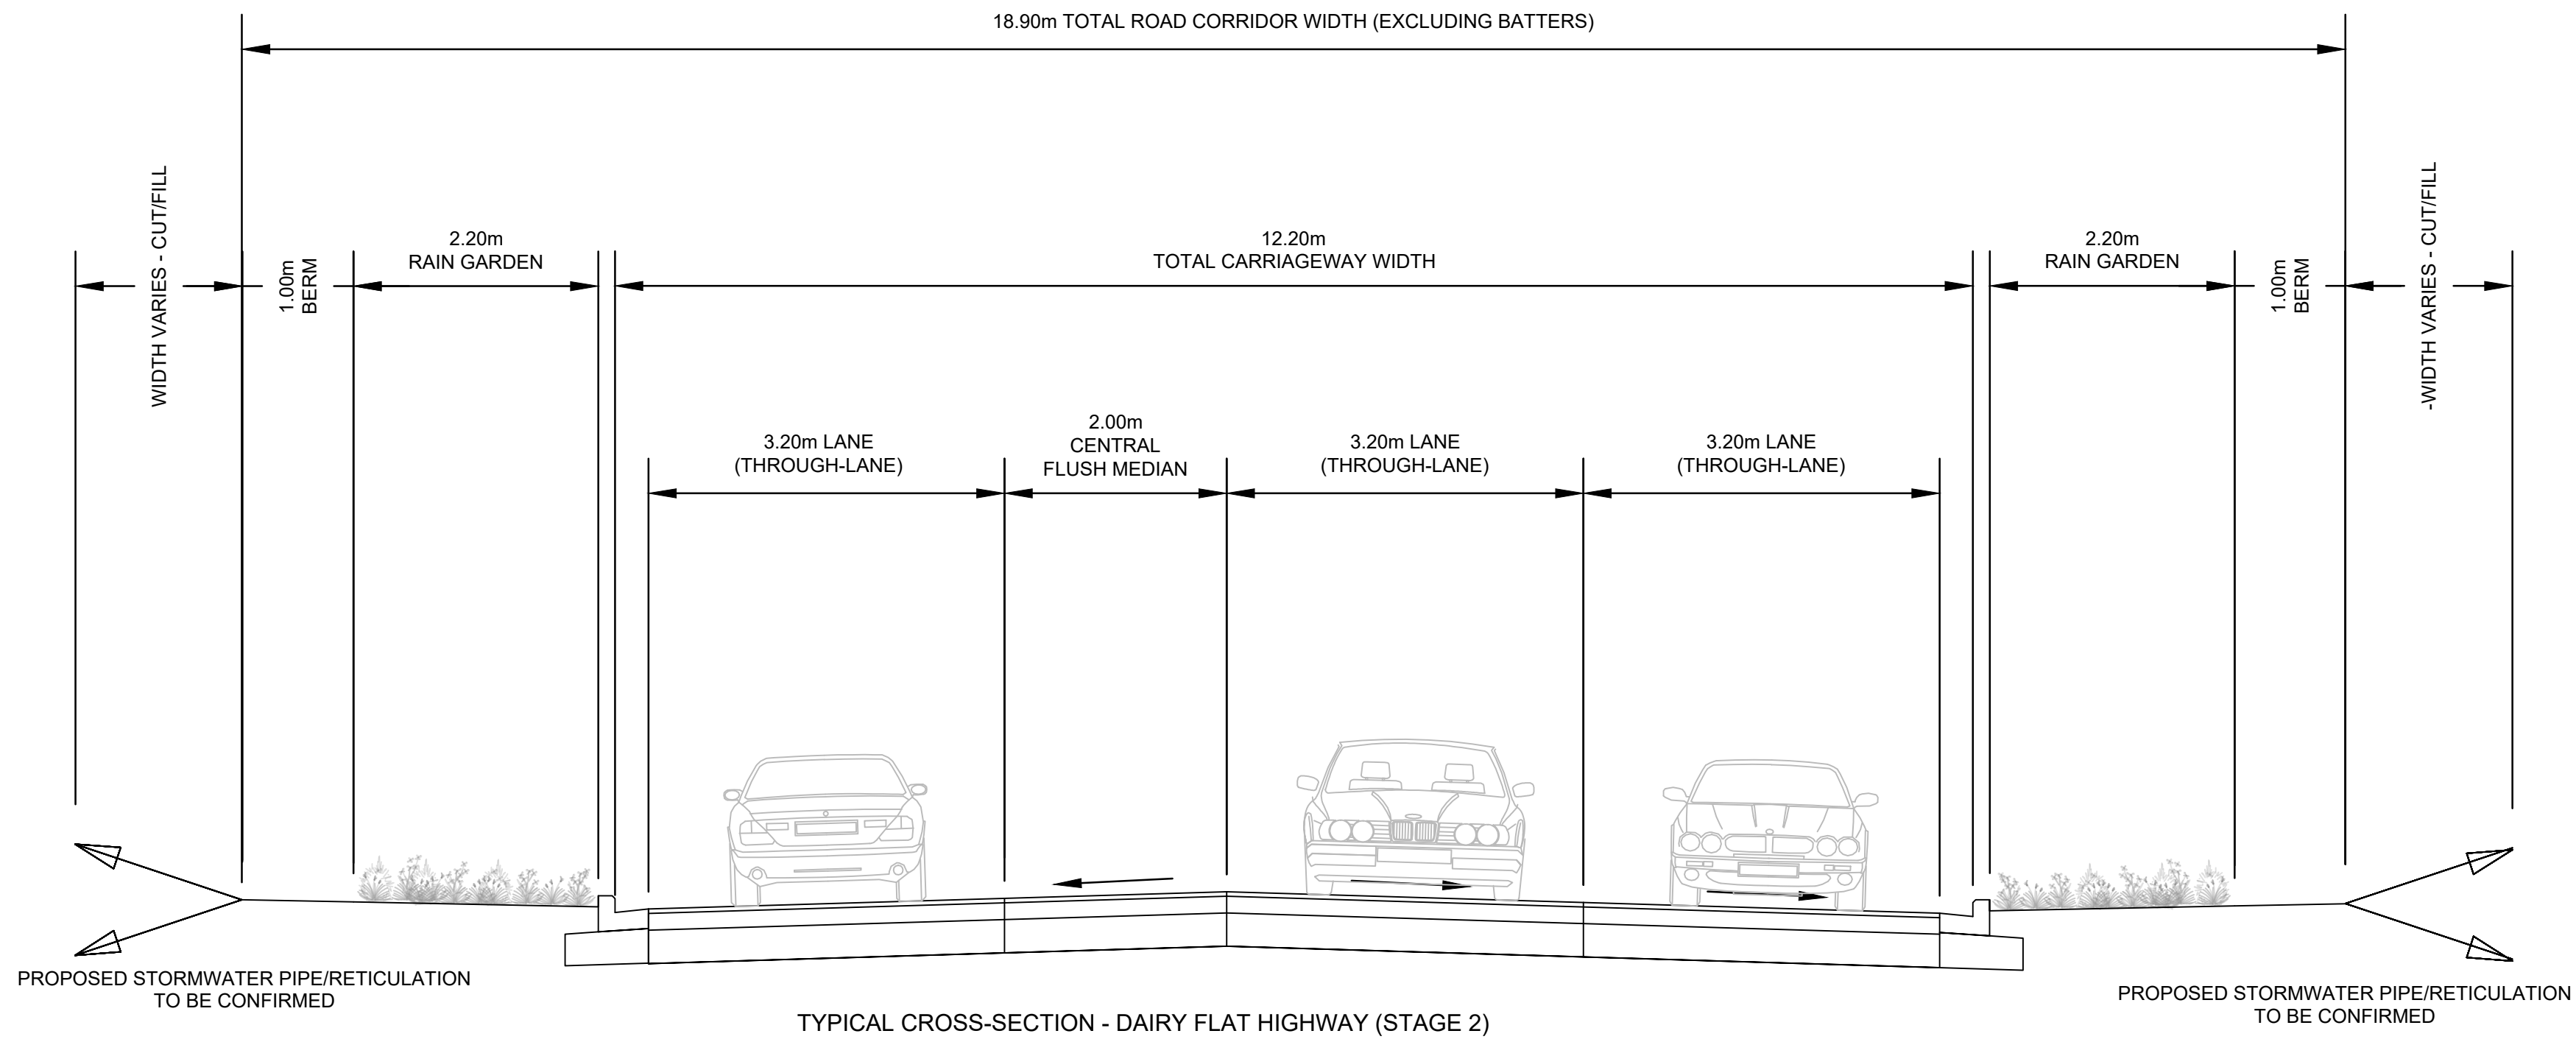 18.90m TOTAL ROAD CORRIDOR WIDTH (EXCLUDING BATTERS)
WIDTH VARIES - CUT/FILL
1.00m
BERM
2.20m
RAIN GARDEN
12.20m
TOTAL CARRIAGEWAY WIDTH
2.20m
RAIN GARDEN
1.00m
BERM
-WIDTH VARIES - CUT/FILL
3.20m LANE
(THROUGH-LANE)
2.00m
CENTRAL
FLUSH MEDIAN
3.20m LANE
(THROUGH-LANE)
3.20m LANE
(THROUGH-LANE)
PROPOSED STORMWATER PIPE/RETICULATION
TO BE CONFIRMED
PROPOSED STORMWATER PIPE/RETICULATION
TO BE CONFIRMED
TYPICAL CROSS-SECTION - DAIRY FLAT HIGHWAY (STAGE 2)